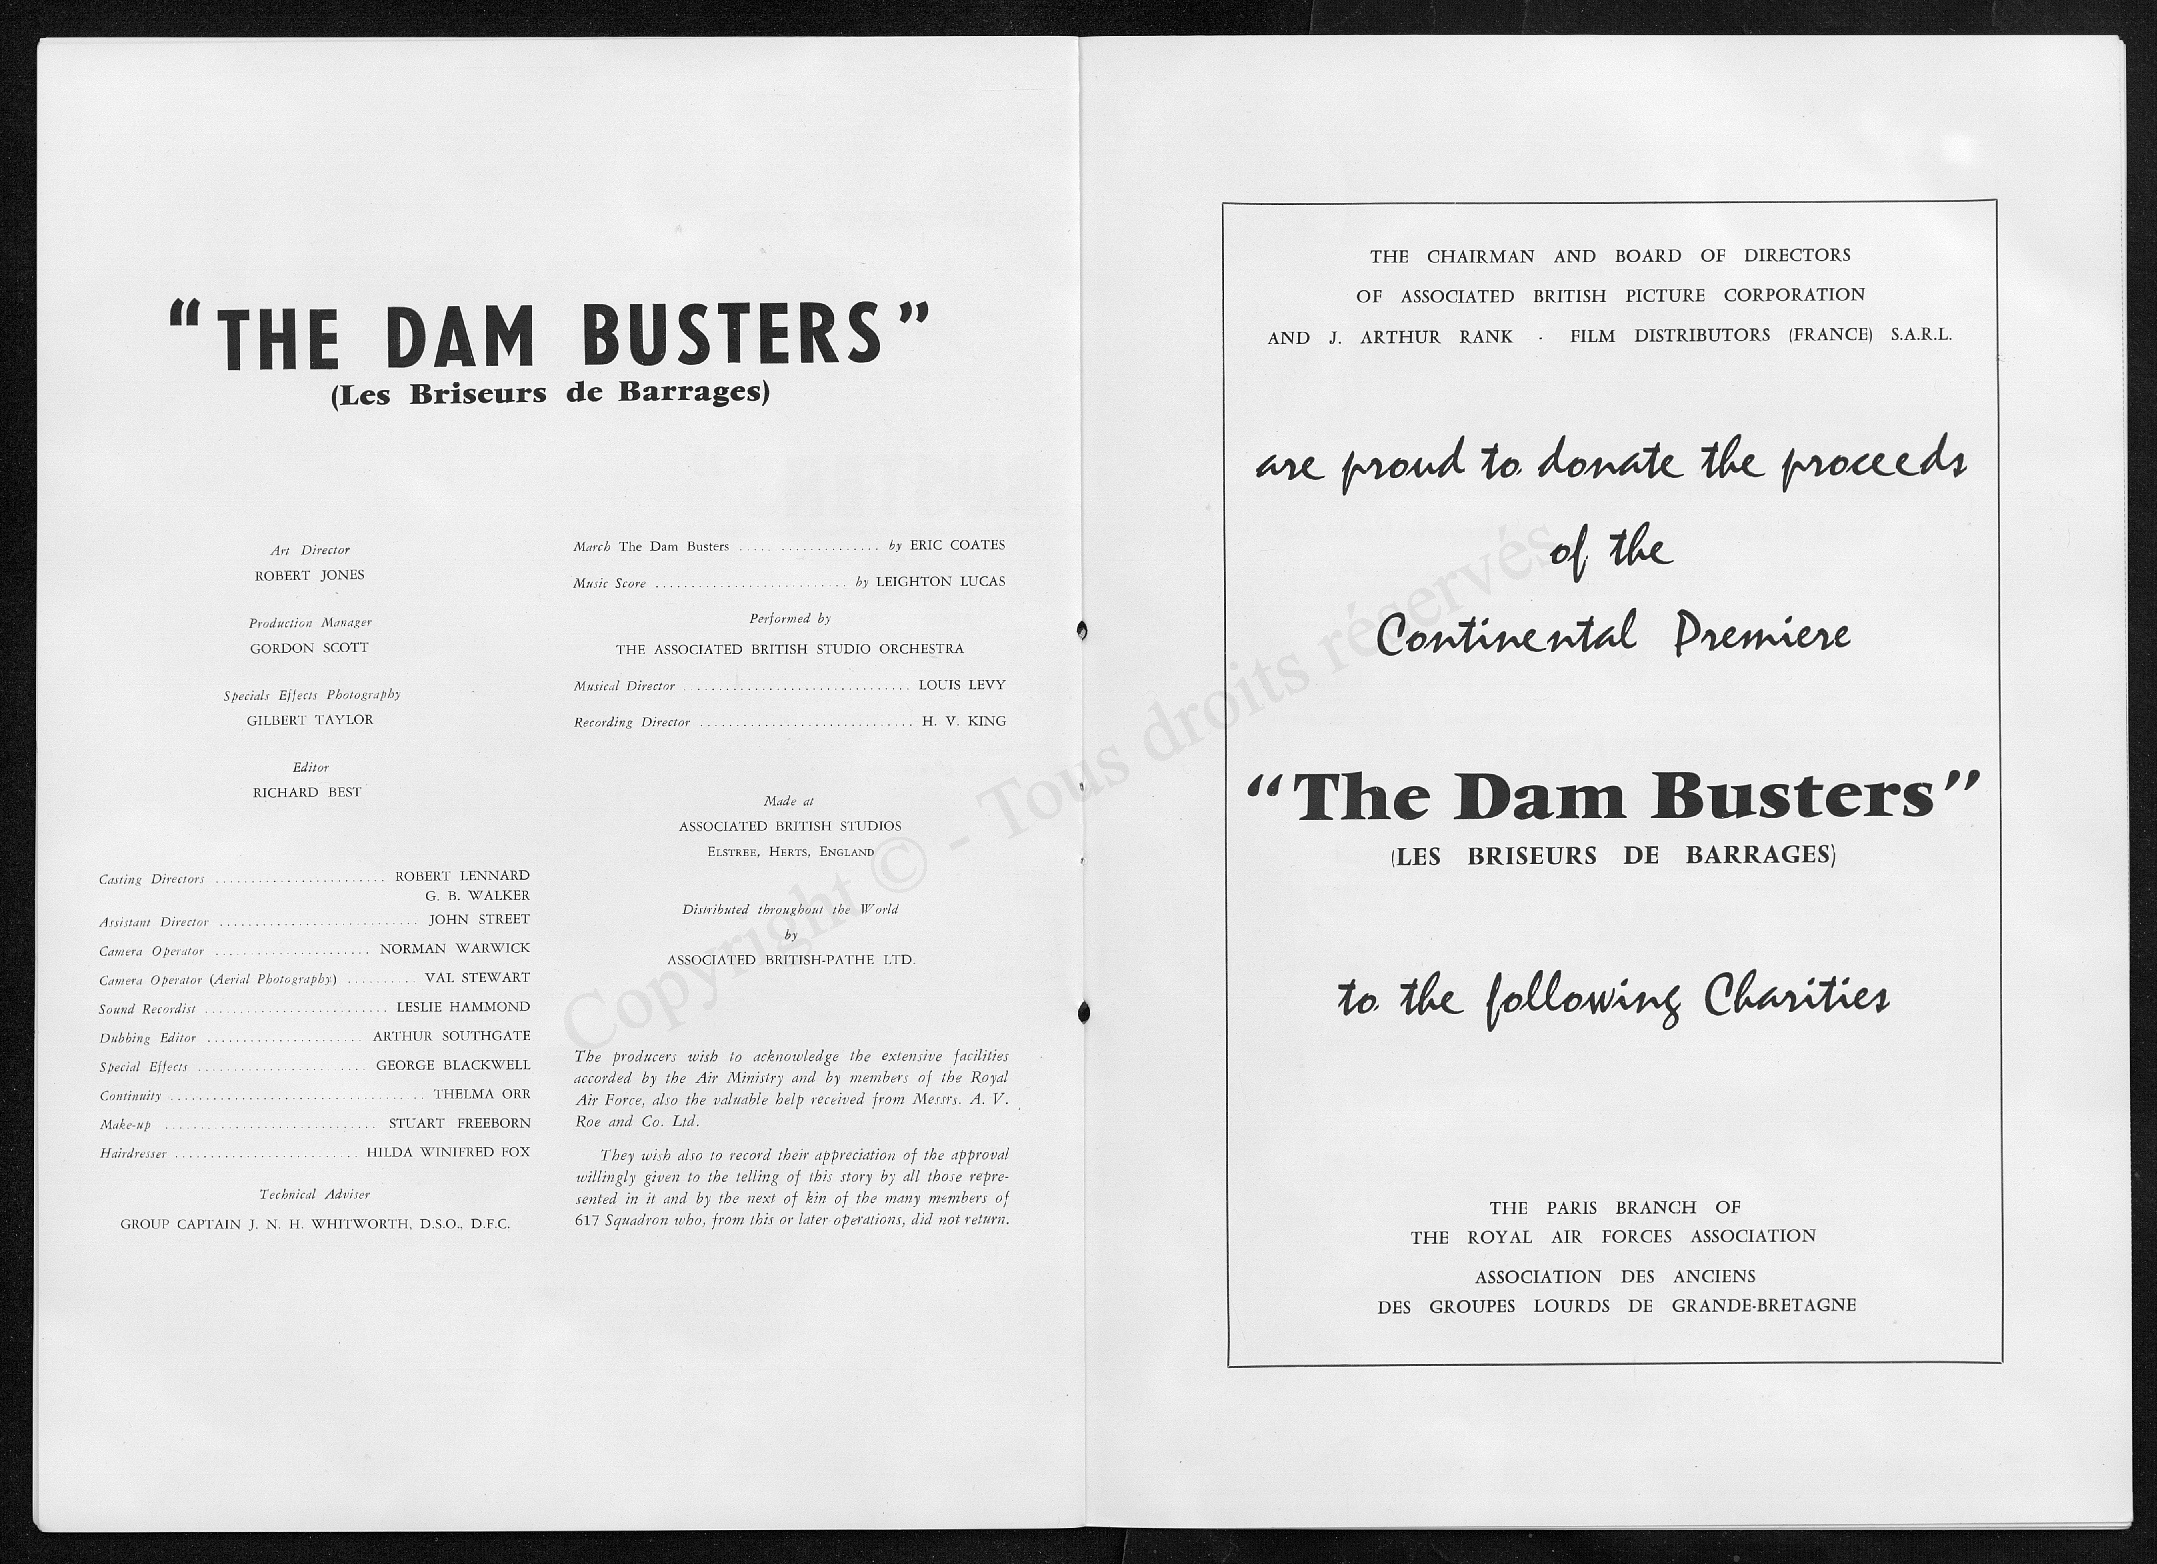 “THE DAM BUSTERS”
(Les Briseurs de Barrages)
Art Director
ROBERT JONES
Production Manager
GORDON SCOTT
Specials Effects Photography
GILBERT TAYLOR
Editor
RICHARD BEST
Casting Directors ........................ ROBERT LENNARD
G. B. WALKER
Assistant Director ............................ JOHN STREET
Camera Operator ...................... NORMAN WARWICK
Camera Operator (Aerial Photography) .......... VAL STEWART
Sound Recordist .......................... LESLIE HAMMOND
Dubbing Editor ...................... ARTHUR SOUTHGATE
Special Effects ........................ GEORGE BLACKWELL
Continuity .................................... THELMA ORR
Make-up .............................. STUART FREEBORN
Hairdresser .......................... HILDA WINIFRED FOX
Technical Adviser
GROUP CAPTAIN J. N. H. WHITWORTH, D.S.O., D.F.C.
March The Dam Busters .................... by ERIC COATES
Music Score ........................... by LEIGHTON LUCAS
Performed by
THE ASSOCIATED BRITISH STUDIO ORCHESTRA
Musical Director ................................ LOUIS LEVY
Recording Director .............................. H. V. KING
Made at
ASSOCIATED BRITISH STUDIOS
ELSTREE, HERTS, ENGLAND
Distributed throughout the World
by
ASSOCIATED BRITISH-PATHE LTD.
The producers wish to acknowledge the extensive facilities
accorded by the Air Ministry and by members of the Royal
Air Force, also the valuable help received from Messrs. A. V.
Roe and Co. Ltd.
They wish also to record their appreciation of the approval
willingly given to the telling of this story by all those repre-
sented in it and by the next of kin of the many members of
617 Squadron who, from this or later operations, did not return.
THE CHAIRMAN AND BOARD OF DIRECTORS
OF ASSOCIATED BRITISH PICTURE CORPORATION
AND J. ARTHUR RANK · FILM DISTRIBUTORS (FRANCE) S.A.R.L.
are proud to donate the proceeds
of the
Continental Premiere
“The Dam Busters”
(LES BRISEURS DE BARRAGES)
to the following Charities
THE PARIS BRANCH OF
THE ROYAL AIR FORCES ASSOCIATION
ASSOCIATION DES ANCIENS
DES GROUPES LOURDS DE GRANDE-BRETAGNE
Copyright © - Tous droits réservés